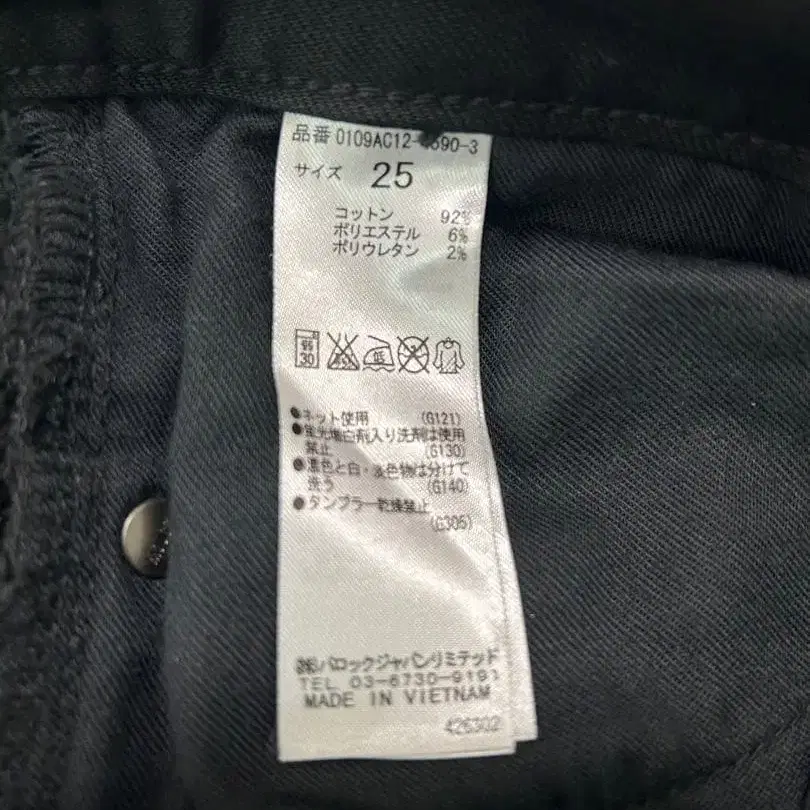 品番 0109AC12-
サイズ 25
コットン 92%
ポリエステル 6%
ポリウレタン 2%
弱
30
低
●ネット使用 (G121)
●蛍光増白剤入り洗剤は使用
禁止 (G130)
●濃色と白・淡色物は分けて
洗う (G140)
●タンブラー乾燥禁止
(G305)
㈱バロックジャパンリミテッド
TEL 03-6730-9191
MADE IN VIETNAM
426302